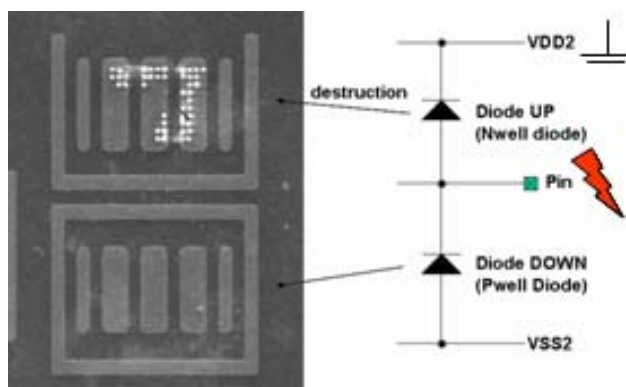 VDD2
destruction
Diode UP
(Nwell diode)
Pin
Diode DOWN
(Pwell Diode)
VSS2